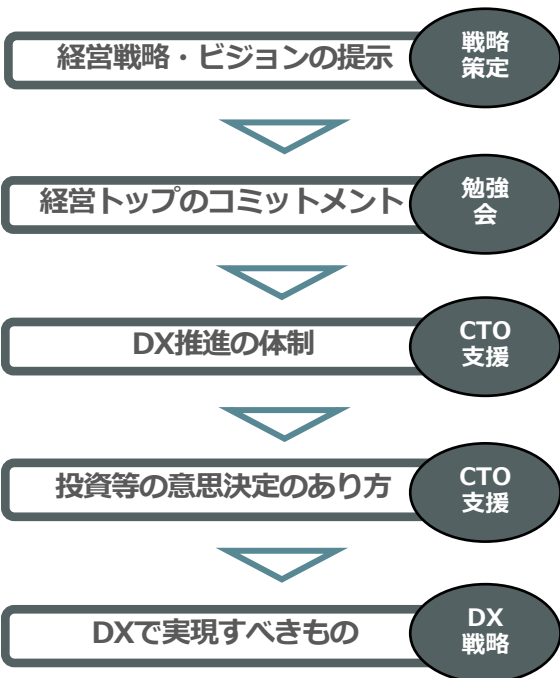 経営戦略・ビジョンの提示
戦略
策定
経営トップのコミットメント
勉強
会
DX推進の体制
CTO
支援
投資等の意思決定のあり方
CTO
支援
DXで実現すべきもの
DX
戦略